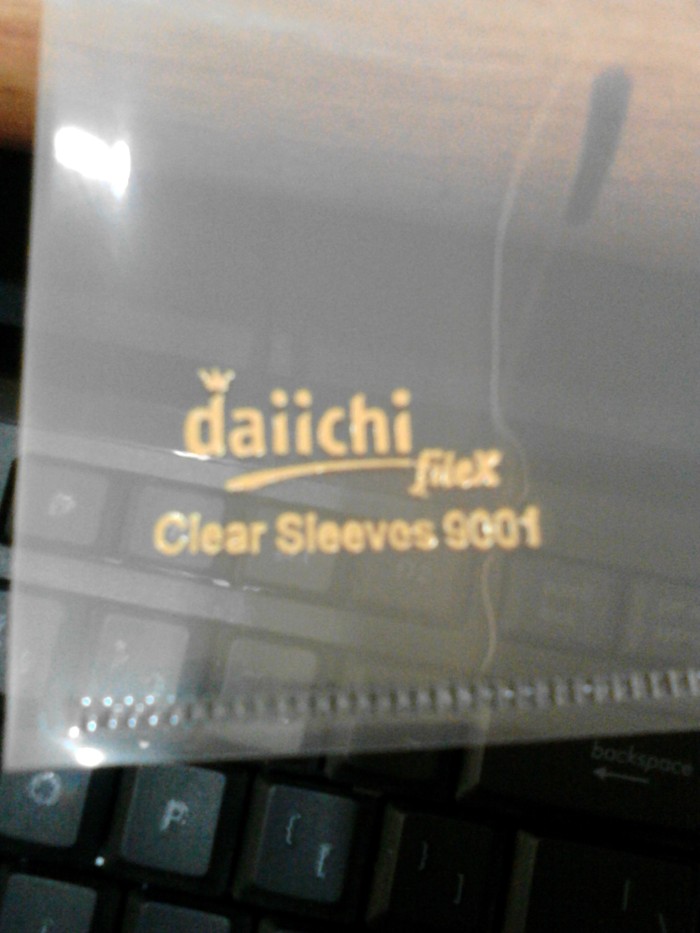 daiichi
fileX
Clear Sleeves 9001
backspace
P
{
[
}
]